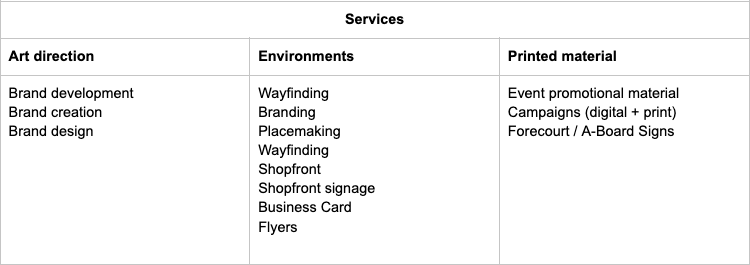 Services
Art direction
Environments
Printed material
Brand development
Brand creation
Brand design
Wayfinding
Branding
Placemaking
Wayfinding
Shopfront
Shopfront signage
Business Card
Flyers
Event promotional material
Campaigns (digital + print)
Forecourt / A-Board Signs